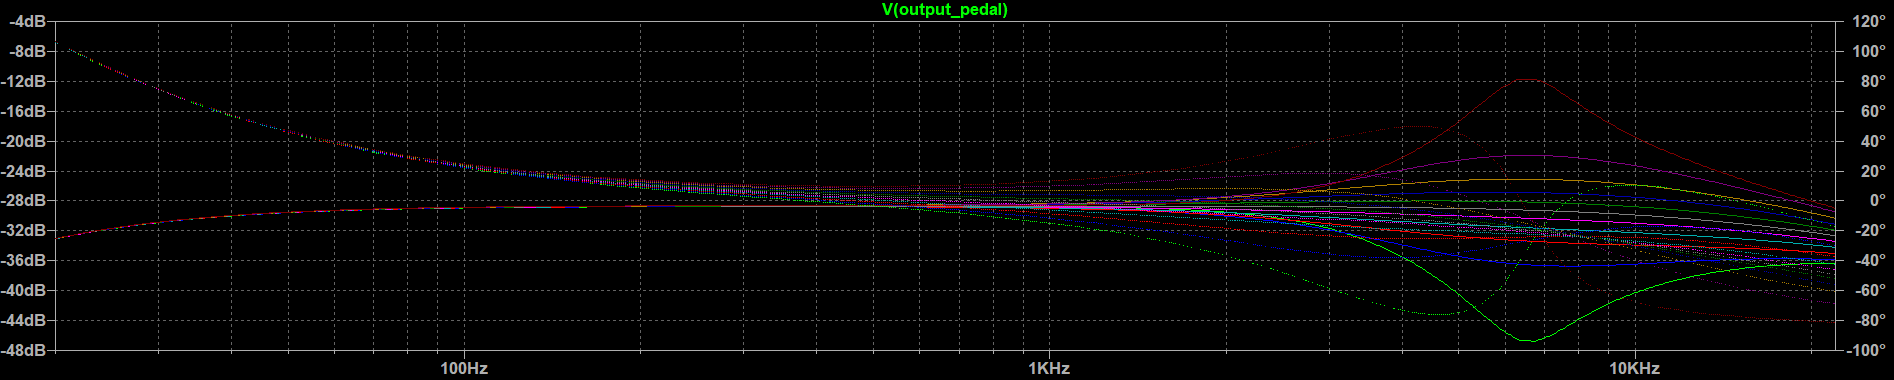 V(output_pedal)
-4dB 120°
-8dB 100°
-12dB 80°
-16dB 60°
-20dB 40°
-24dB 20°
-28dB 0°
-32dB -20°
-36dB -40°
-40dB -60°
-44dB -80°
-48dB -100°
100Hz 1KHz 10KHz